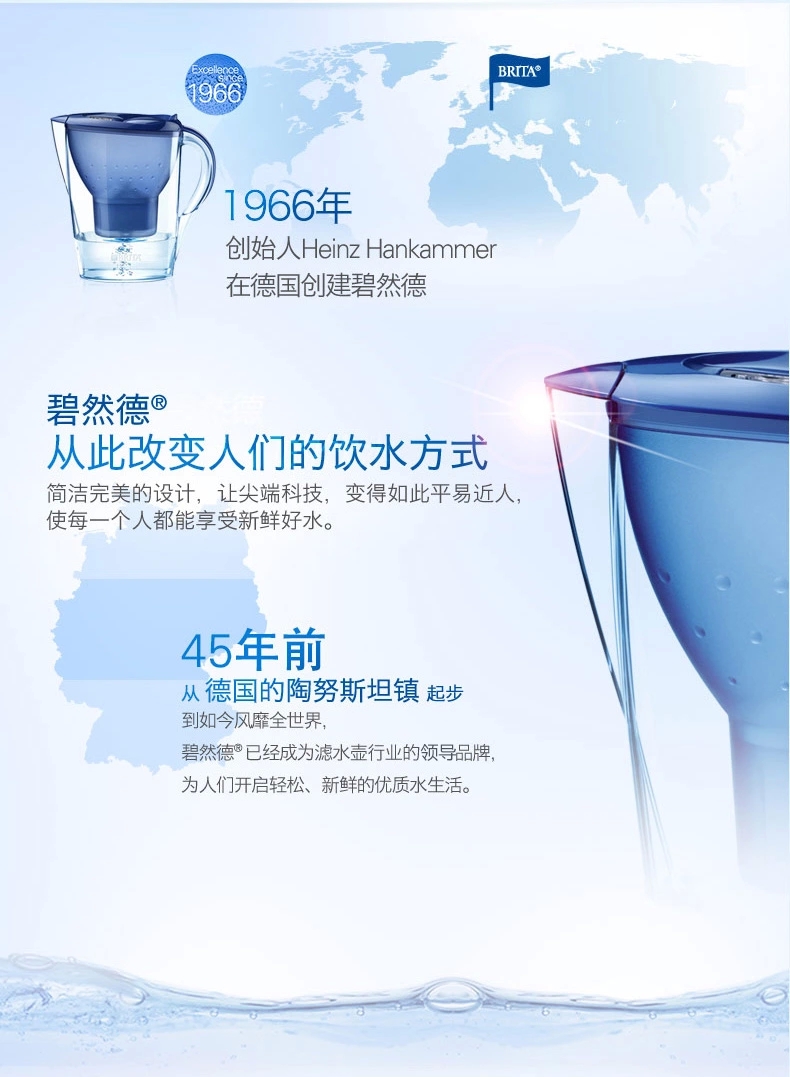 Excellence
since
1966
BRITA®
1966年
创始人Heinz Hankammer
在德国创建碧然德
碧然德®
从此改变人们的饮水方式
简洁完美的设计，让尖端科技，变得如此平易近人，
使每一个人都能享受新鲜好水。
45年前
从 德国的陶努斯坦镇 起步
到如今风靡全世界，
碧然德® 已经成为滤水壶行业的领导品牌，
为人们开启轻松、新鲜的优质水生活。